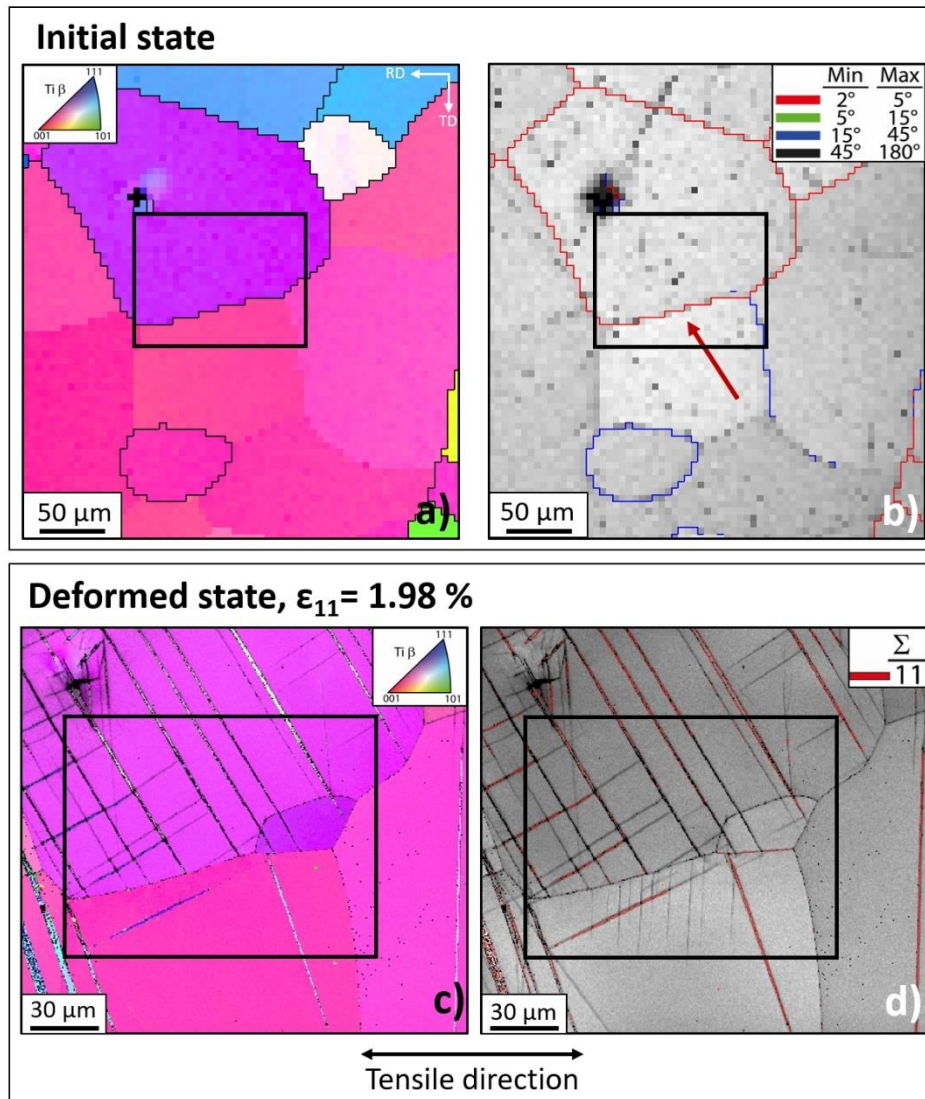 Initial state
Ti β
111
001
101
RD
TD
50 µm
a)
Min Max
2° 5°
5° 15°
15° 45°
45° 180°
50 µm
b)
Deformed state, ε11= 1.98 %
Ti β
111
001
101
30 µm
c)
Σ
11
30 µm
d)
Tensile direction